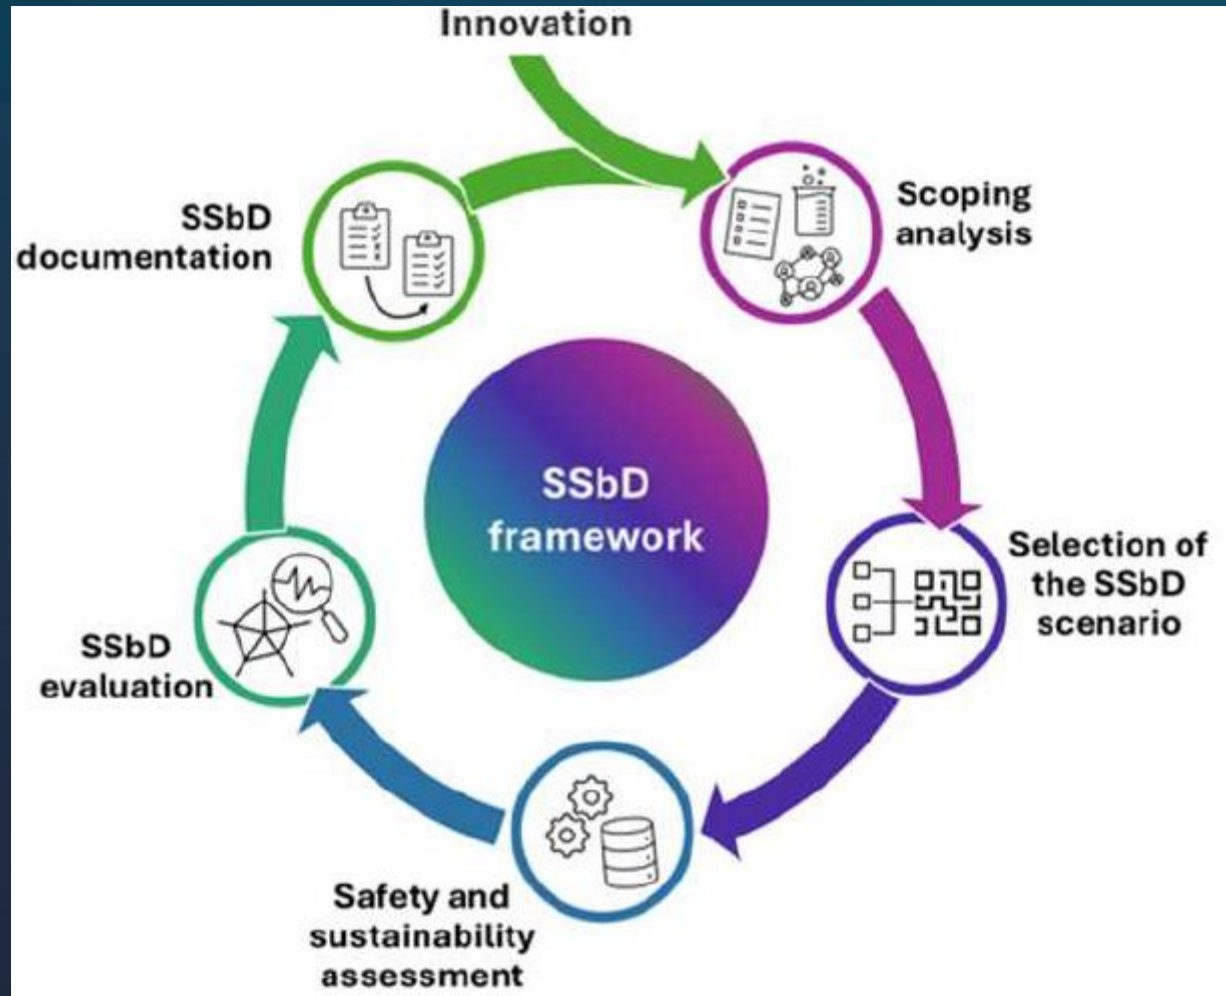 Innovation
Scoping
analysis
Selection of
the SSbD
scenario
Safety and
sustainability
assessment
SSbD
evaluation
SSbD
documentation
SSbD
framework